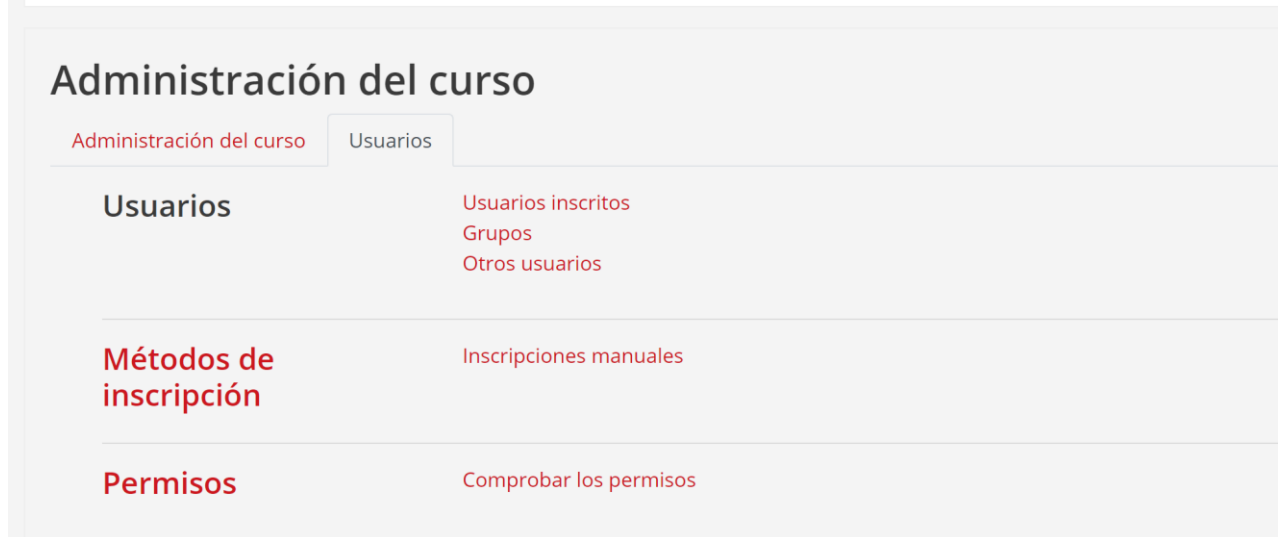 Administración del curso
Administración del curso
Usuarios
Usuarios
Usuarios inscritos
Grupos
Otros usuarios
Métodos de
inscripción
Inscripciones manuales
Permisos
Comprobar los permisos